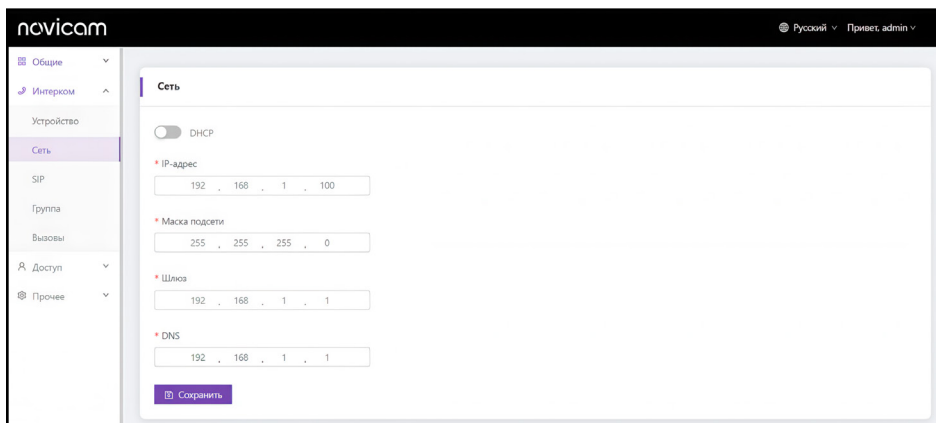 novicam
Русский Привет, admin
Общие
Интерком
Устройство
Сеть
SIP
Группа
Вызовы
Доступ
Прочее
Сеть
DHCP
* IP-адрес
192 . 168 . 1 . 100
* Маска подсети
255 . 255 . 255 . 0
* Шлюз
192 . 168 . 1 . 1
* DNS
192 . 168 . 1 . 1
Сохранить